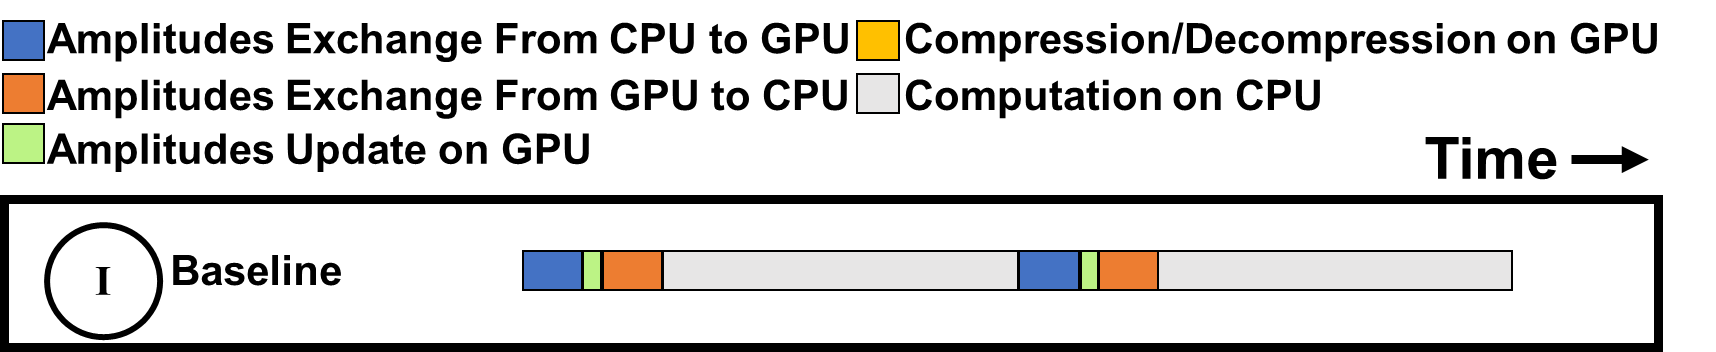 Amplitudes Exchange From CPU to GPU
Compression/Decompression on GPU
Amplitudes Exchange From GPU to CPU
Computation on CPU
Amplitudes Update on GPU
Time
I
Baseline